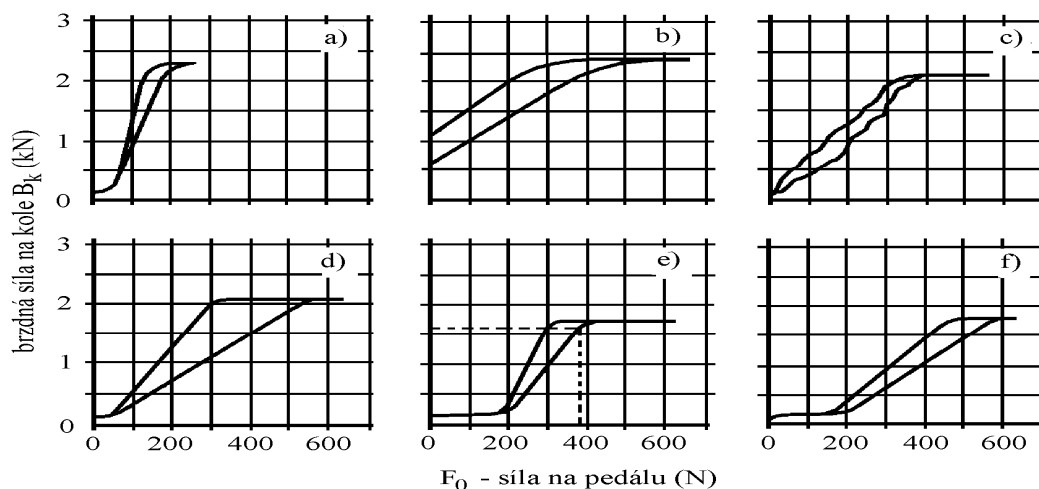 3
2
1
0
a)
b)
c)
brzdná síla na kole Bk (kN)
3
2
1
0
d)
e)
f)
0 200 400 600
0 200 400 600
0 200 400 600
F0 - síla na pedálu (N)